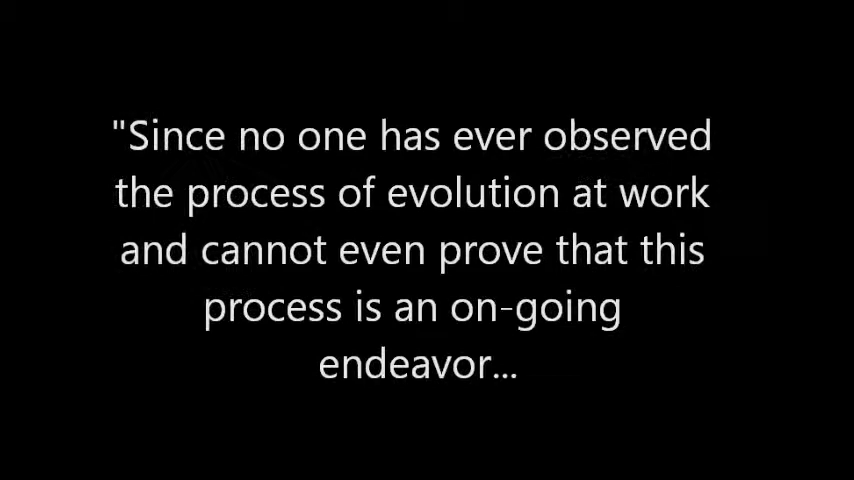 "Since no one has ever observed
the process of evolution at work
and cannot even prove that this
process is an on-going
endeavor...